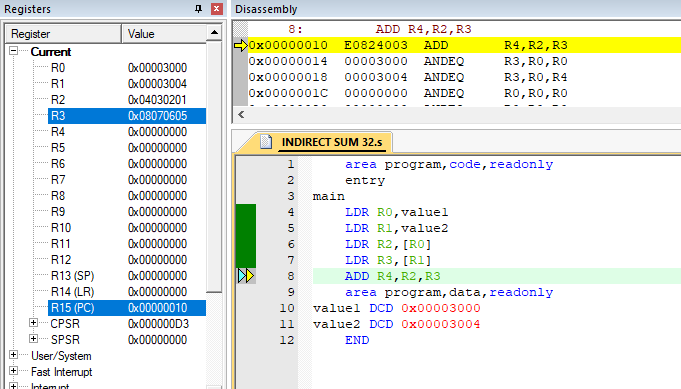 Registers
Register Value
Current
R0 0x00003000
R1 0x00003004
R2 0x04030201
R3 0x08070605
R4 0x00000000
R5 0x00000000
R6 0x00000000
R7 0x00000000
R8 0x00000000
R9 0x00000000
R10 0x00000000
R11 0x00000000
R12 0x00000000
R13 (SP) 0x00000000
R14 (LR) 0x00000000
R15 (PC) 0x00000010
CPSR 0x000000D3
SPSR 0x00000000
User/System
Fast Interrupt
Interrupt
Disassembly
8: ADD R4,R2,R3
0x00000010 E0824003 ADD R4,R2,R3
0x00000014 00003000 ANDEQ R3,R0,R0
0x00000018 00003004 ANDEQ R3,R0,R4
0x0000001C 00000000 ANDEQ R0,R0,R0
INDIRECT SUM 32.s
1 area program,code,readonly
2 entry
3 main
4 LDR R0,value1
5 LDR R1,value2
6 LDR R2,[R0]
7 LDR R3,[R1]
8 ADD R4,R2,R3
9 area program,data,readonly
10 value1 DCD 0x00003000
11 value2 DCD 0x00003004
12 END